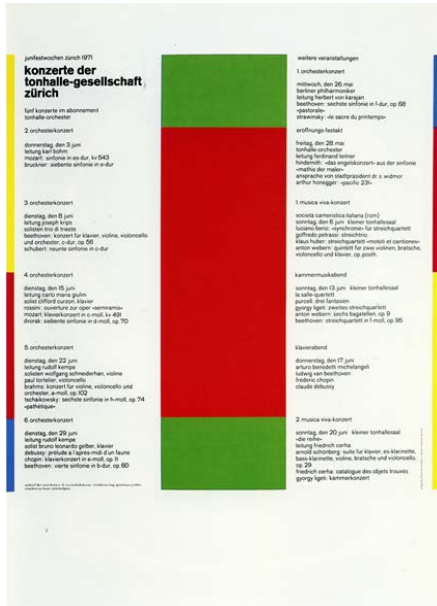 junifestwochen zürich 1971
konzerte der
tonhalle-gesellschaft
zürich
fünf konzerte im abonnement
tonhalle-orchester
2. orchesterkonzert
donnerstag, den 3. juni
leitung karl böhm
mozart: sinfonie in es-dur, kv 543
bruckner: siebente sinfonie in e-dur
3. orchesterkonzert
dienstag, den 8. juni
leitung joseph krips
solisten trio di trieste
beethoven: konzert für klavier, violine, violoncello
und orchester, c-dur, op. 56
schubert: neunte sinfonie in c-dur
4. orchesterkonzert
dienstag, den 15. juni
leitung carlo maria giulini
solist clifford curzon, klavier
rossini: ouverture zur oper «semiramis»
mozart: klavierkonzert in c-moll, kv 491
dvorak: siebente sinfonie in d-moll, op. 70
5. orchesterkonzert
dienstag, den 22. juni
leitung rudolf kempe
solisten wolfgang schneiderhan, violine
paul tortelier, violoncello
brahms: konzert für violine, violoncello und
orchester, a-moll, op. 102
tschaikowsky: sechste sinfonie in h-moll, op. 74
«pathétique»
6. orchesterkonzert
dienstag, den 29. juni
leitung rudolf kempe
solist bruno leonardo gelber, klavier
debussy: prélude à l'après-midi d'un faune
chopin: klavierkonzert in e-moll, op. 11
beethoven: vierte sinfonie in b-dur, op. 60
weitere veranstaltungen
1. orchesterkonzert
mittwoch, den 26. mai
berliner philharmoniker
leitung herbert von karajan
beethoven: sechste sinfonie in f-dur, op. 68
«pastorale»
strawinsky: «le sacre du printemps»
eröffnungs-festakt
freitag, den 28. mai
tonhalle-orchester
leitung ferdinand leitner
hindemith: «das engelskonzert» aus der sinfonie
«mathis der maler»
ansprache von stadtpräsident dr. s. widmer
arthur honegger: «pacific 231»
1. musica viva-konzert
societa cameristica italiana (rom)
sonntag, den 6. juni kleiner tonhallesaal
luciano berio: «synchronie» für streichquartett
goffredo petrassi: streichtrio
klaus huber: streichquartett «moteti et cantiones»
anton webern: quintett für zwei violinen, bratsche,
violoncello und klavier, op. posth.
kammermusikabend
sonntag, den 13. juni kleiner tonhallesaal
la salle-quartett
purcell: drei fantasien
gyorgy ligeti: zweites streichquartett
anton webern: sechs bagatellen, op. 9
beethoven: streichquartett in f-moll, op. 95
klavierabend
donnerstag, den 17. juni
arturo benedetti michelangeli
ludwig van beethoven
frédéric chopin
claude debussy
2. musica viva-konzert
sonntag, den 20. juni kleiner tonhallesaal
«die reihe»
leitung friedrich cerha
arnold schönberg: suite für klavier, es-klarinette,
bass-klarinette, violine, bratsche und violoncello,
op. 29
friedrich cerha: catalogue des objets trouvés
gyorgy ligeti: kammerkonzert